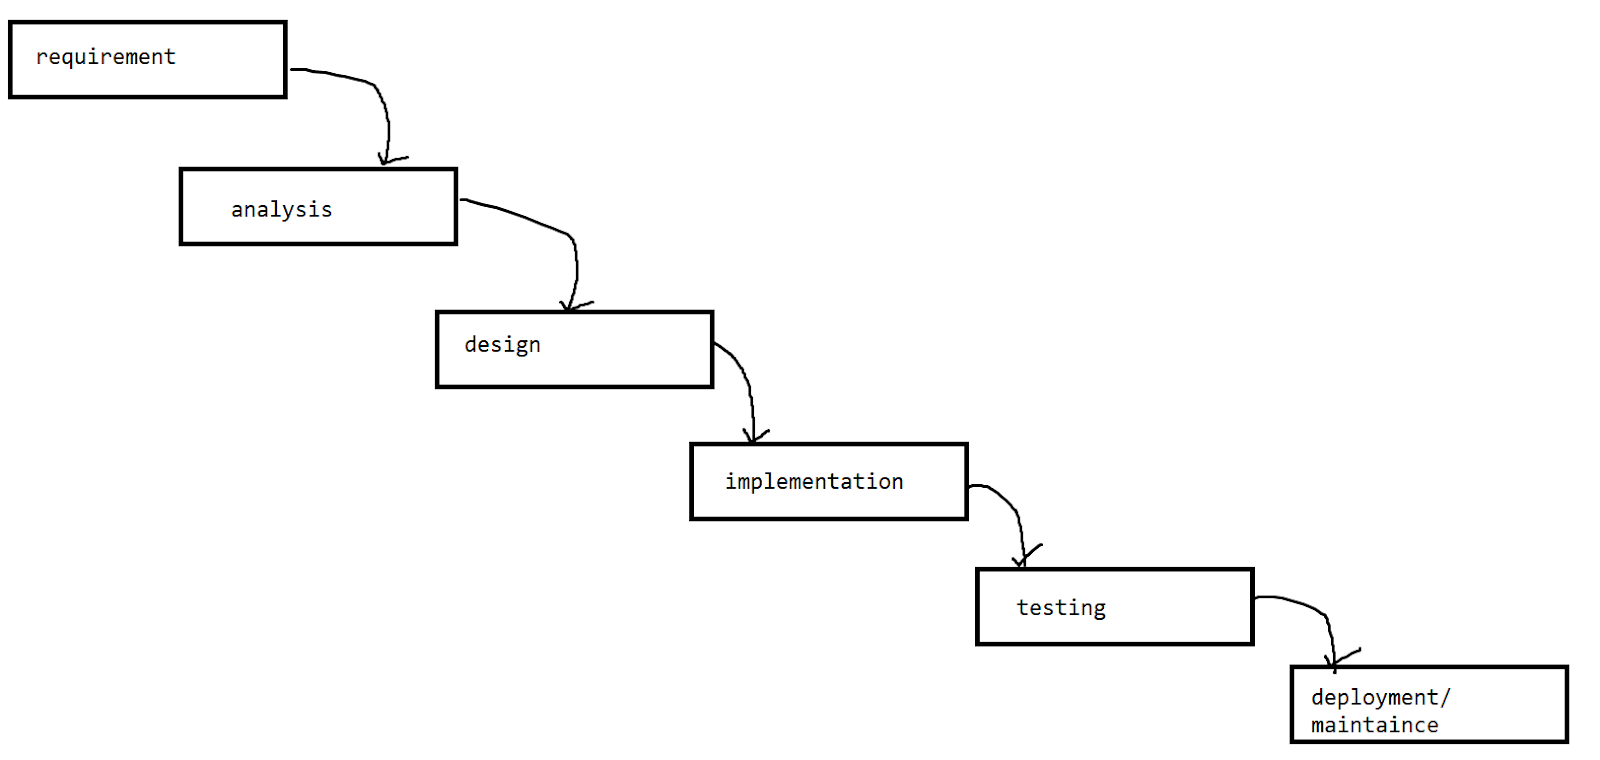 requirement
analysis
design
implementation
testing
deployment/
maintaince